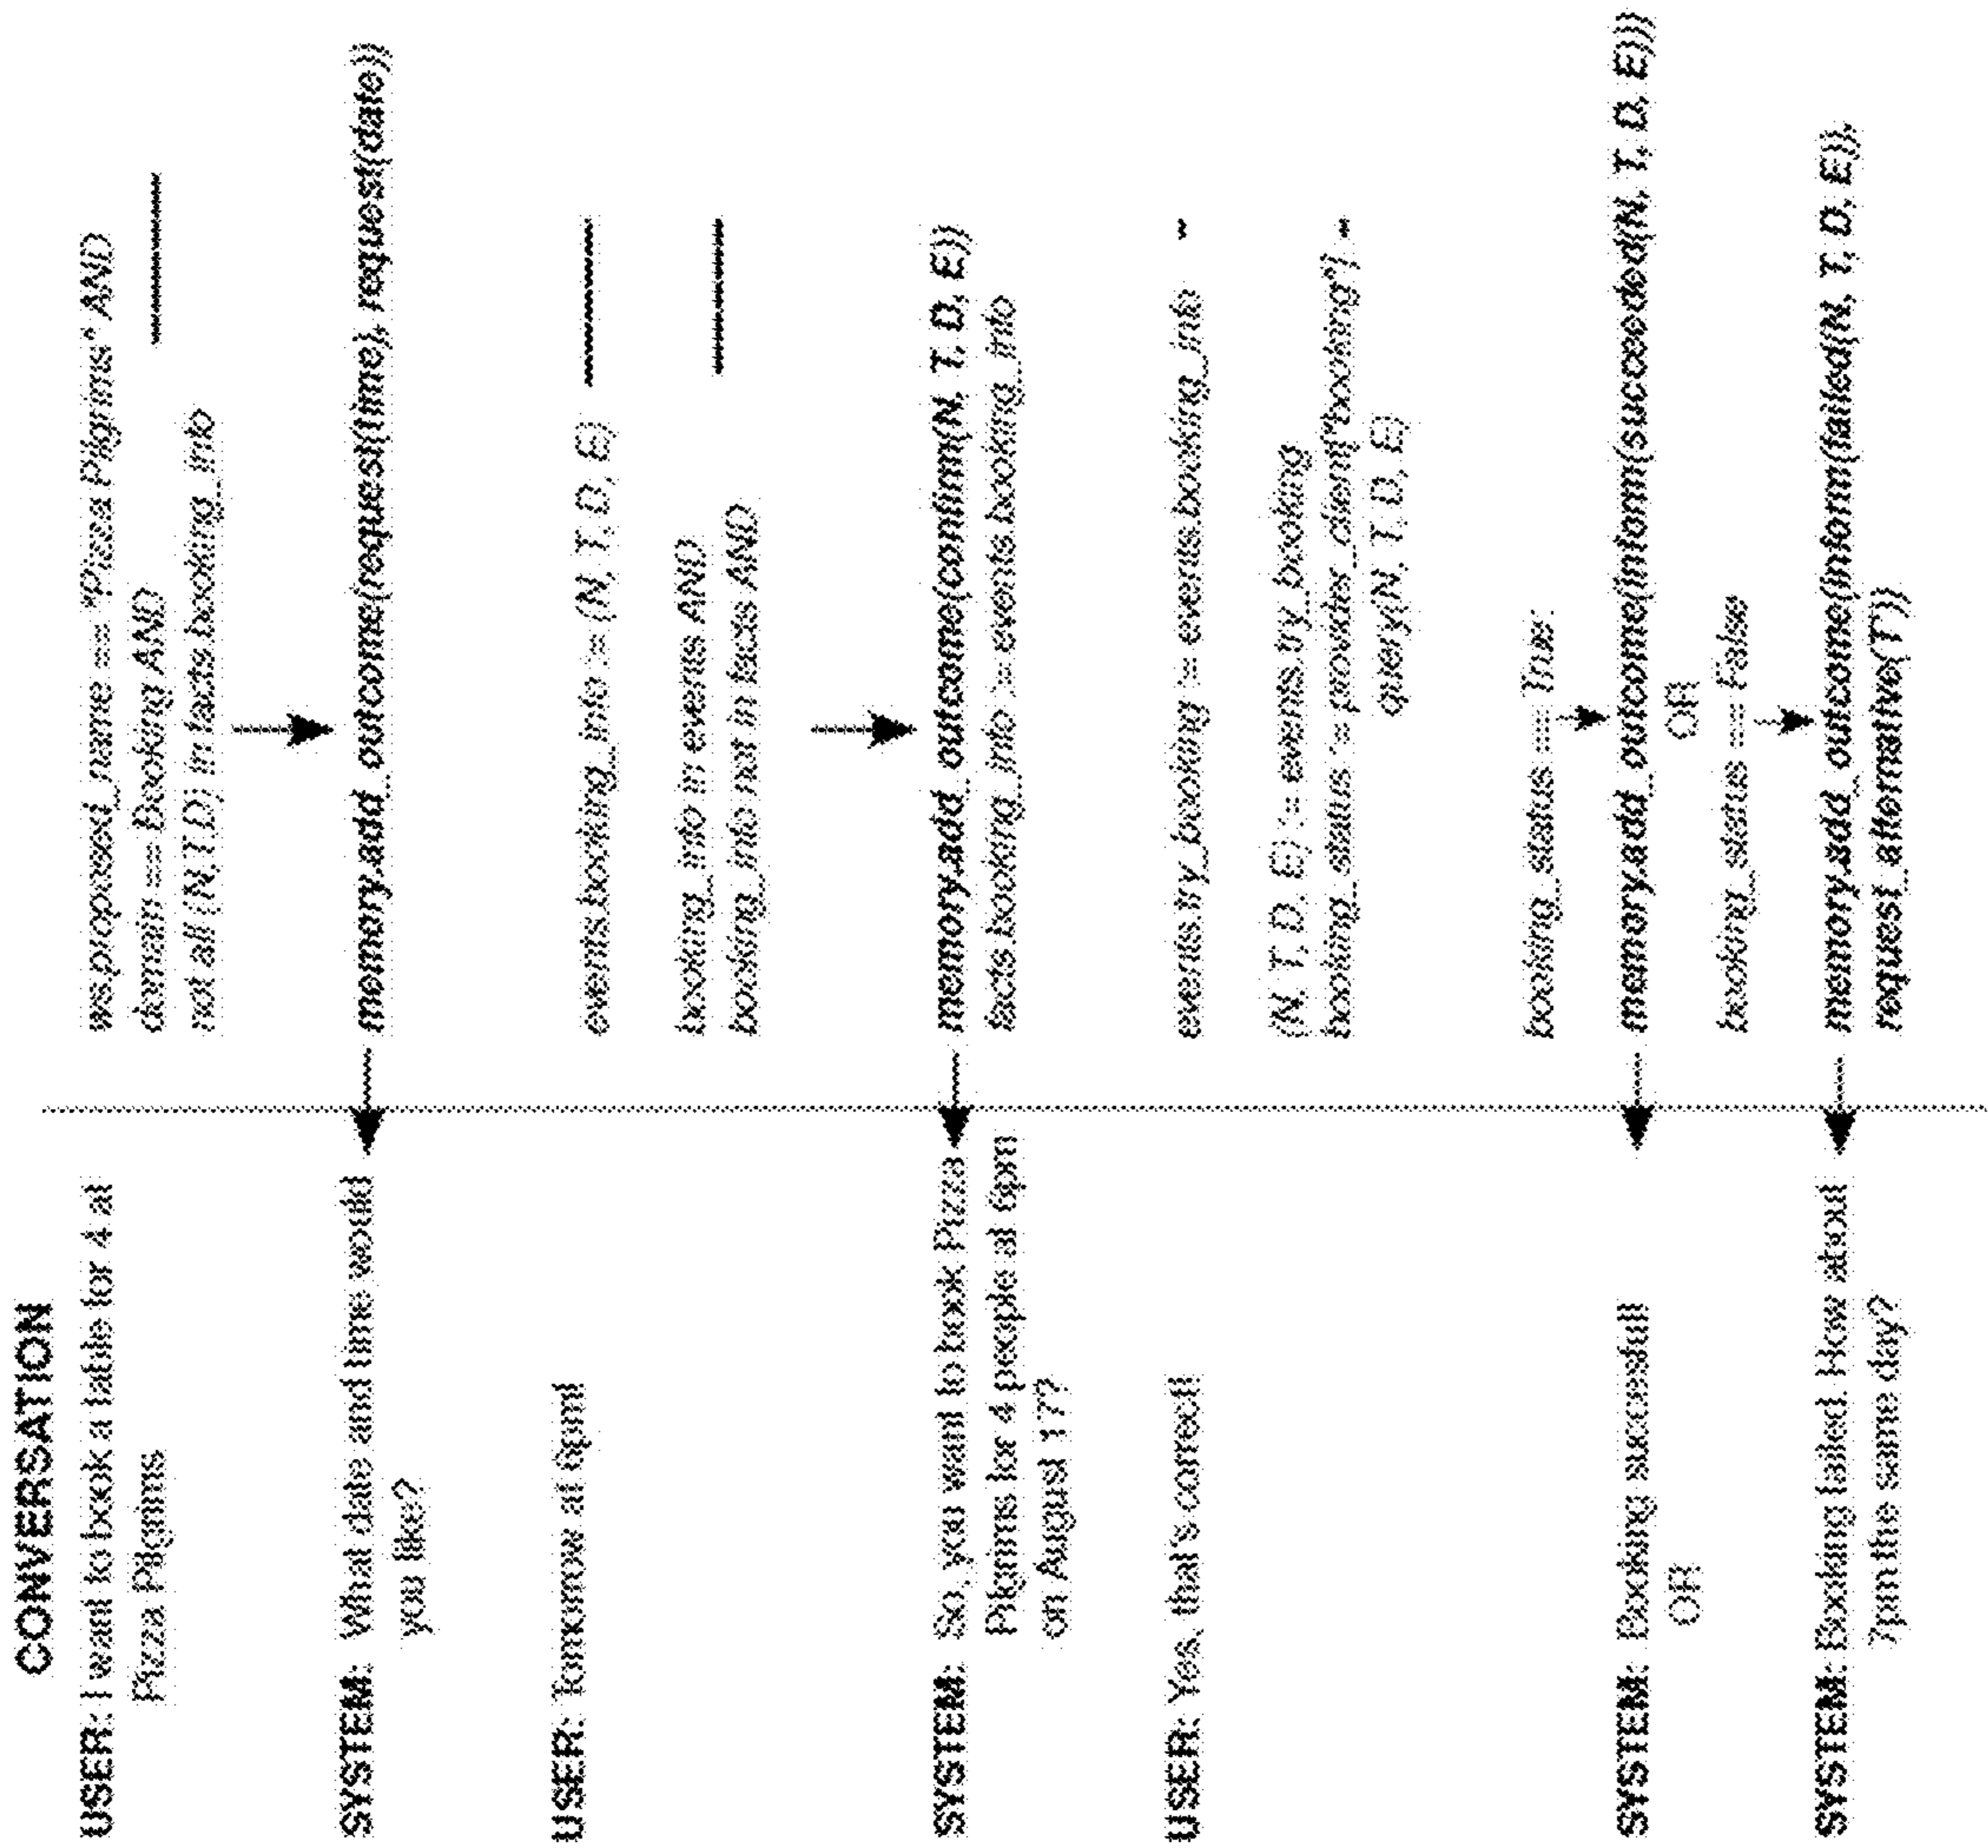 CONVERSATION
USER: I want to book a table for 4 at
Pizza Pilgrims
ws.proposed_name == "Pizza Pilgrims" AND
domain == Booking AND
not all (N,T,D) in facts.booking_info
SYSTEM: What date and time would
you like?
memory.add_outcome(request(time), request(date))
USER: Tomorrow at 6pm!
events.booking_info := (N, T, D, E)
booking_info in events AND
booking_info not in facts AND
SYSTEM: So, you want to book Pizza
Pilgrims for 4 people at 6pm
on August 17?
memory.add_outcome(confirm(N, T, D, E))
facts.booking_info := events.booking_info
USER: Yes, that's correct!
events.try_booking := events.booking_info
(N, T, D, E) := events.try_booking
booking_status := provider_client["booking"].
query(N, T, D, E)
booking_status == True:
SYSTEM: Booking successful!
OR
memory.add_outcome(inform(succeeded(N, T, D, E)))
OR
booking_status == False
SYSTEM: Booking failed. How about
7pm the same day?
memory.add_outcome(inform(failed(N, T, D, E)),
request_alternative(T))